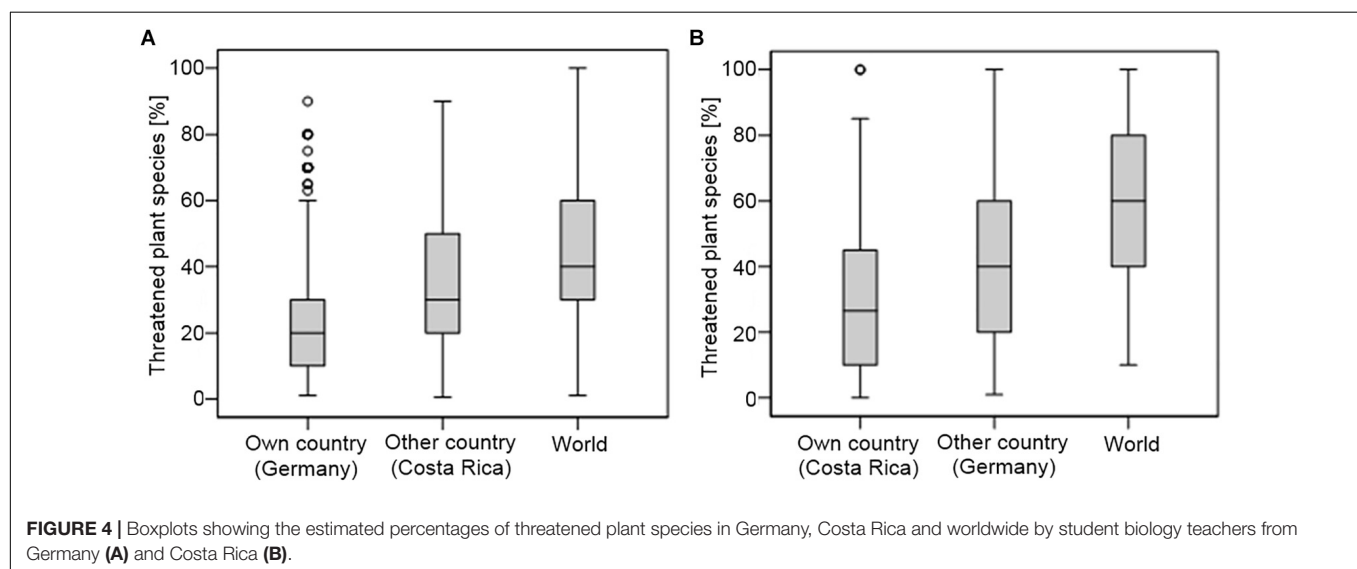 A
Threatened plant species [%]
100
80
60
40
20
0
Own country
(Germany)
Other country
(Costa Rica)
World
B
Threatened plant species [%]
100
80
60
40
20
0
Own country
(Costa Rica)
Other country
(Germany)
World
FIGURE 4 | Boxplots showing the estimated percentages of threatened plant species in Germany, Costa Rica and worldwide by student biology teachers from
Germany (A) and Costa Rica (B).